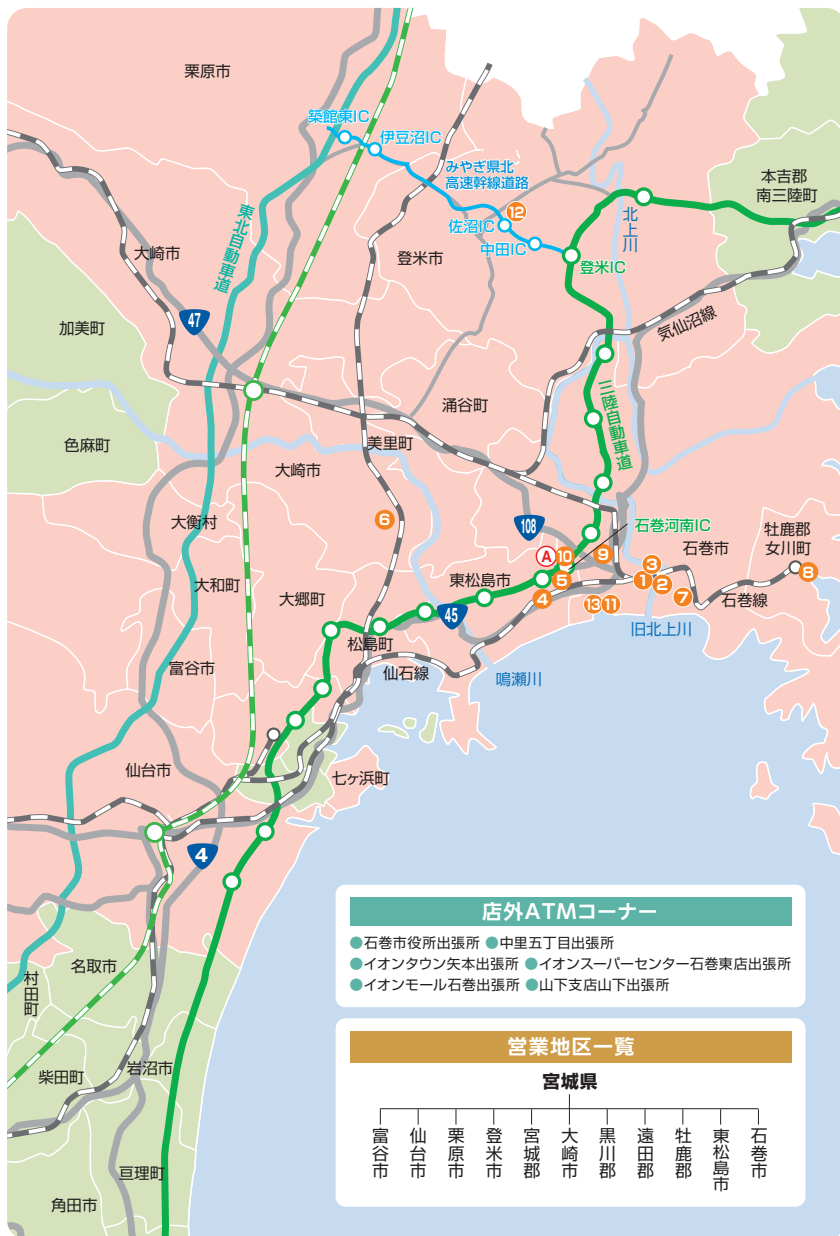 栗原市
築館東IC
伊豆沼IC
みやぎ県北
高速幹線道路
本吉郡
南三陸町
東北自動車道
12
北上川
佐沼IC
大崎市
登米市
中田IC
登米IC
47
加美町
気仙沼線
涌谷町
三陸自動車道
色麻町
美里町
大崎市
6
大衡村
108
石巻河南IC
牡鹿郡
女川町
A
10
9
3
石巻市
大和町
東松島市
5
1
2
8
大郷町
4
13
11
7
石巻線
45
松島町
旧北上川
富谷市
仙石線
鳴瀬川
仙台市
七ヶ浜町
4
店外ATMコーナー
●石巻市役所出張所 ●中里五丁目出張所
●イオンタウン矢本出張所 ●イオンスーパーセンター石巻東店出張所
●イオンモール石巻出張所 ●山下支店山下出張所
名取市
村田町
営業地区一覧
岩沼市
柴田町
宮城県
富谷市
仙台市
栗原市
登米市
宮城郡
大崎市
黒川郡
遠田郡
牡鹿郡
東松島市
石巻市
亘理町
角田市